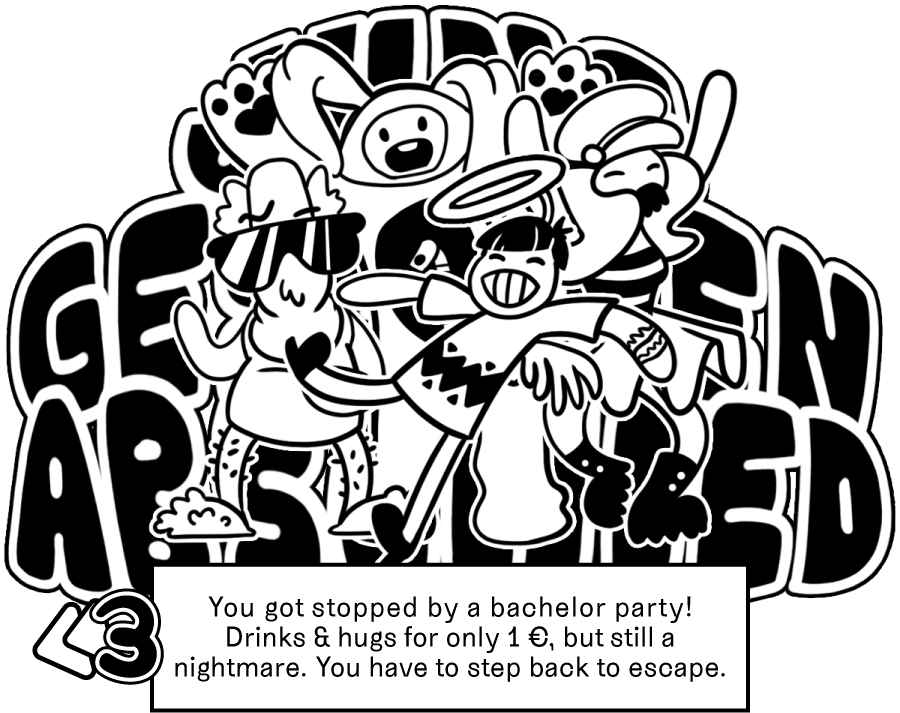 3
You got stopped by a bachelor party!
Drinks & hugs for only 1 €, but still a
nightmare. You have to step back to escape.